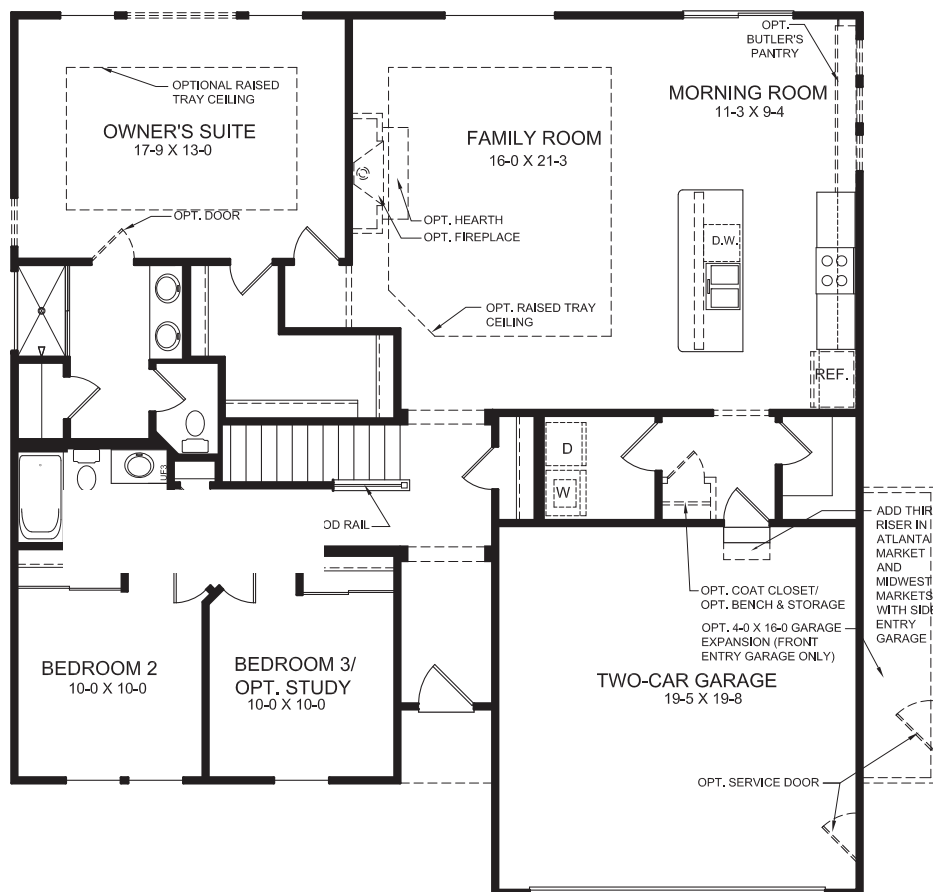 OPT.
BUTLER'S
PANTRY
OPTIONAL RAISED
TRAY CEILING
MORNING ROOM
11-3 X 9-4
OWNER'S SUITE
17-9 X 13-0
FAMILY ROOM
16-0 X 21-3
OPT. DOOR
OPT. HEARTH
OPT. FIREPLACE
D.W.
OPT. RAISED TRAY
CEILING
REF.
D
W
OD RAIL
ADD THIR
RISER IN
ATLANTA
MARKET
AND
MIDWEST
MARKETS
WITH SIDE
ENTRY
GARAGE
OPT. COAT CLOSET/
OPT. BENCH & STORAGE
OPT. 4-0 X 16-0 GARAGE
EXPANSION (FRONT
ENTRY GARAGE ONLY)
BEDROOM 2
10-0 X 10-0
BEDROOM 3/
OPT. STUDY
10-0 X 10-0
TWO-CAR GARAGE
19-5 X 19-8
OPT. SERVICE DOOR